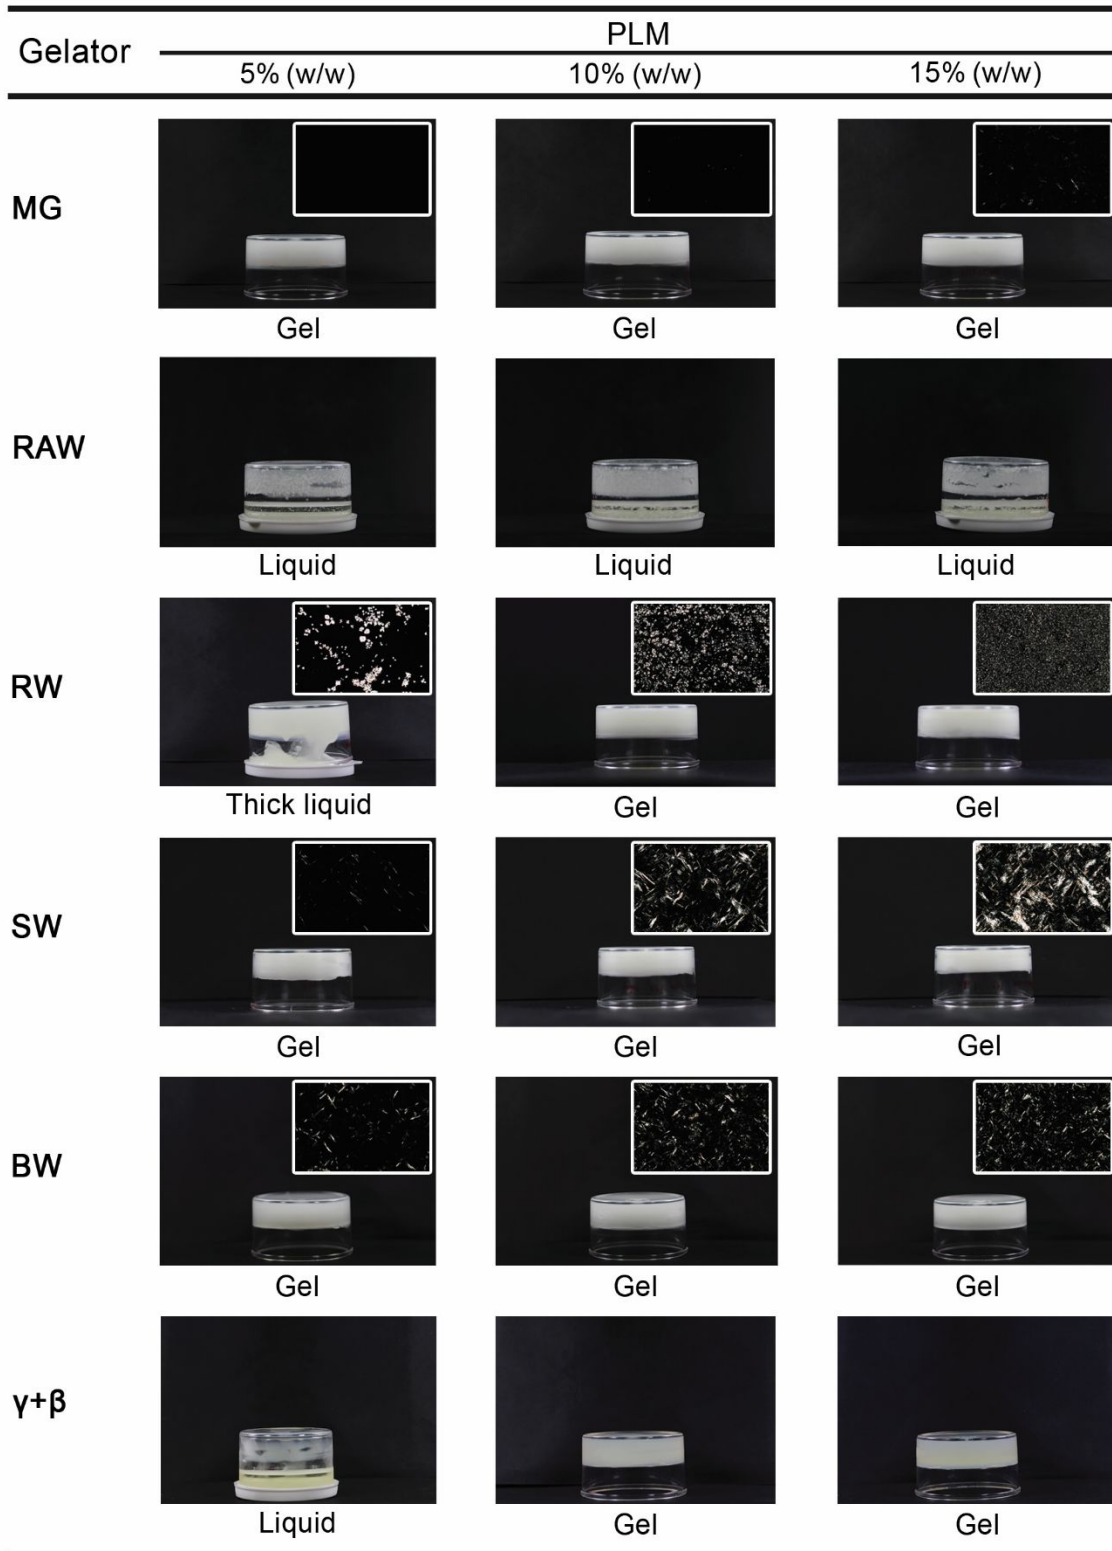 Gelator
PLM
5% (w/w) 10% (w/w) 15% (w/w)
MG
Gel Gel Gel
RAW
Liquid Liquid Liquid
RW
Thick liquid Gel Gel
SW
Gel Gel Gel
BW
Gel Gel Gel
γ+β
Liquid Gel Gel